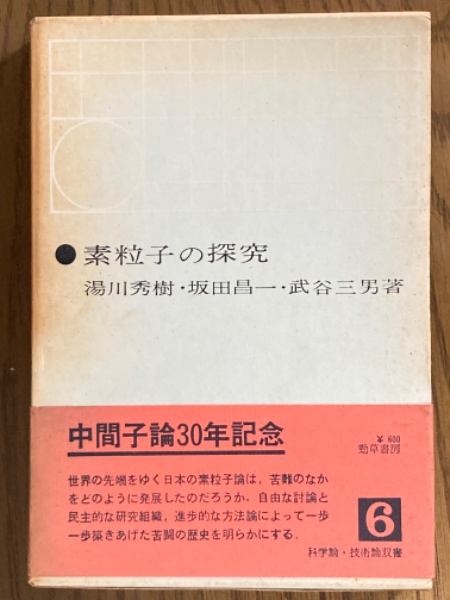 ●素粒子の探究
湯川秀樹・坂田昌一・武谷三男著
中間子論30年記念
¥ 600
勁草書房
世界の先端をゆく日本の素粒子論は，苦難のなか
をどのように発展したのだろうか．自由な討論と
民主的な研究組織，進歩的な方法論によって一歩
一歩築きあげた苦闘の歴史を明らかにする．
6
科学論・技術論双書